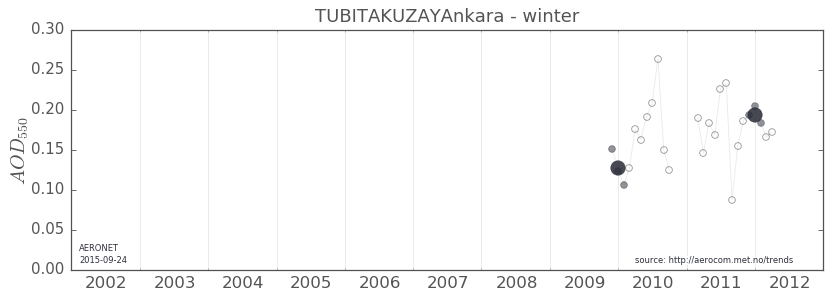 TUBITAKUZAYAnkara - winter
0.30
0.25
0.20
0.15
0.10
0.05
0.00
AOD550
AERONET
2015-09-24
source: http://aerocom.met.no/trends
2002 2003 2004 2005 2006 2007 2008 2009 2010 2011 2012